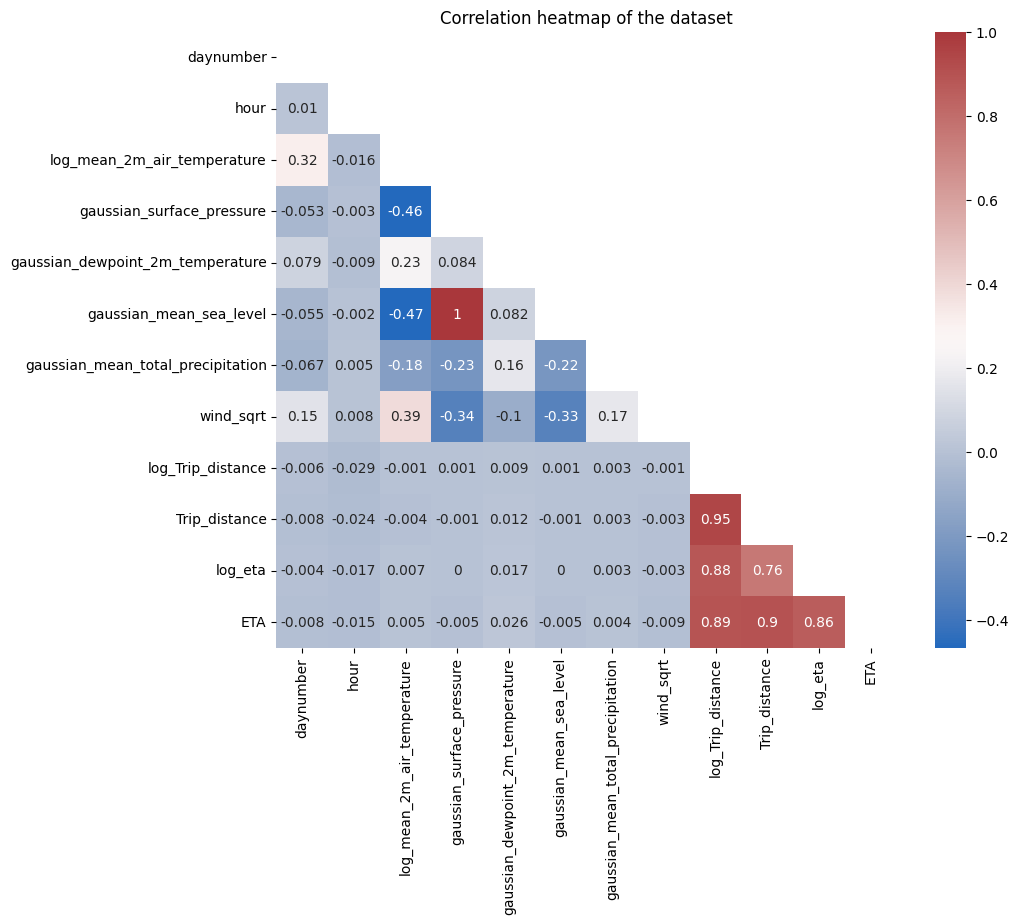 Correlation heatmap of the dataset
daynumber
hour 0.01
log_mean_2m_air_temperature 0.32 -0.016
gaussian_surface_pressure -0.053 -0.003 -0.46
gaussian_dewpoint_2m_temperature 0.079 -0.009 0.23 0.084
gaussian_mean_sea_level -0.055 -0.002 -0.47 1 0.082
gaussian_mean_total_precipitation -0.067 0.005 -0.18 -0.23 0.16 -0.22
wind_sqrt 0.15 0.008 0.39 -0.34 -0.1 -0.33 0.17
log_Trip_distance -0.006 -0.029 -0.001 0.001 0.009 0.001 0.003 -0.001
Trip_distance -0.008 -0.024 -0.004 -0.001 0.012 -0.001 0.003 -0.003 0.95
log_eta -0.004 -0.017 0.007 0 0.017 0 0.003 -0.003 0.88 0.76
ETA -0.008 -0.015 0.005 -0.005 0.026 -0.005 0.004 -0.009 0.89 0.9 0.86
daynumber
hour
log_mean_2m_air_temperature
gaussian_surface_pressure
gaussian_dewpoint_2m_temperature
gaussian_mean_sea_level
gaussian_mean_total_precipitation
wind_sqrt
log_Trip_distance
Trip_distance
log_eta
ETA
1.0
0.8
0.6
0.4
0.2
0.0
−0.2
−0.4